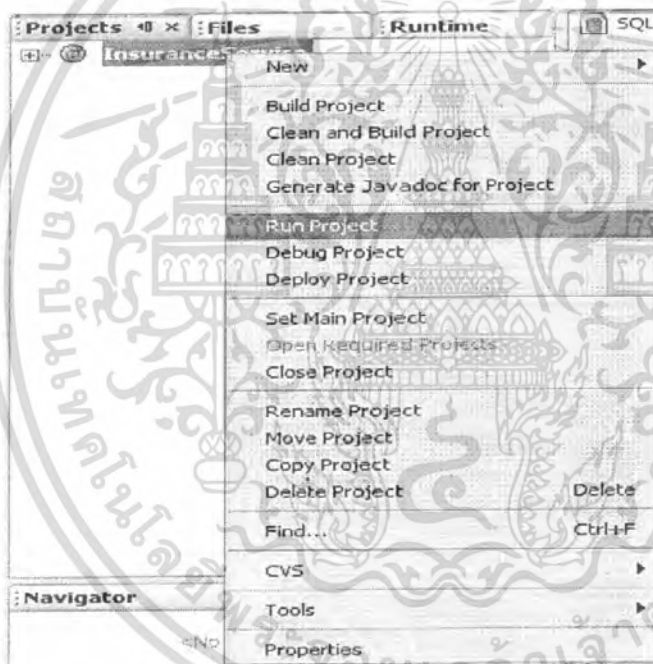 Projects
Files
Runtime
SQL
InsuranceService
New
Build Project
Clean and Build Project
Clean Project
Generate Javadoc for Project
Run Project
Debug Project
Deploy Project
Set Main Project
Open Required Projects
Close Project
Rename Project
Move Project
Copy Project
Delete Project Delete
Find... Ctrl+F
CVS
Tools
Properties
Navigator
<No